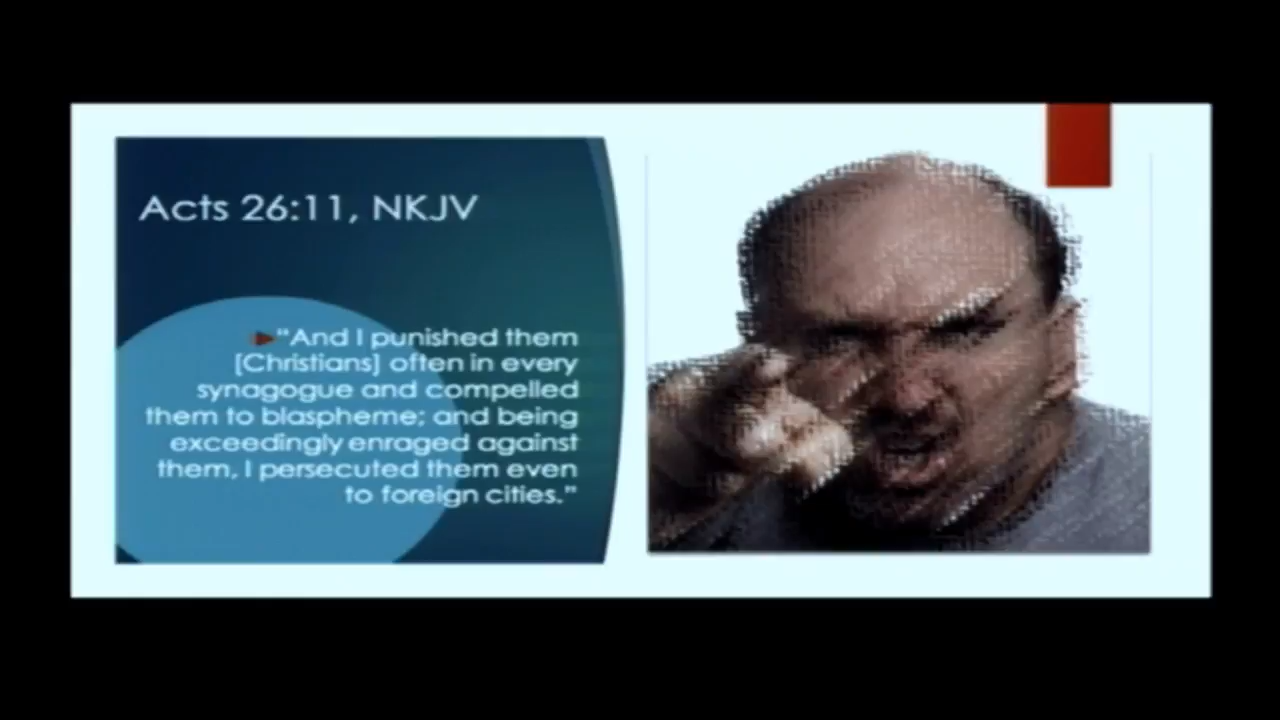 Acts 26:11, NKJV
“And I punished them
[Christians] often in every
synagogue and compelled
them to blaspheme; and being
exceedingly enraged against
them, I persecuted them even
to foreign cities.”